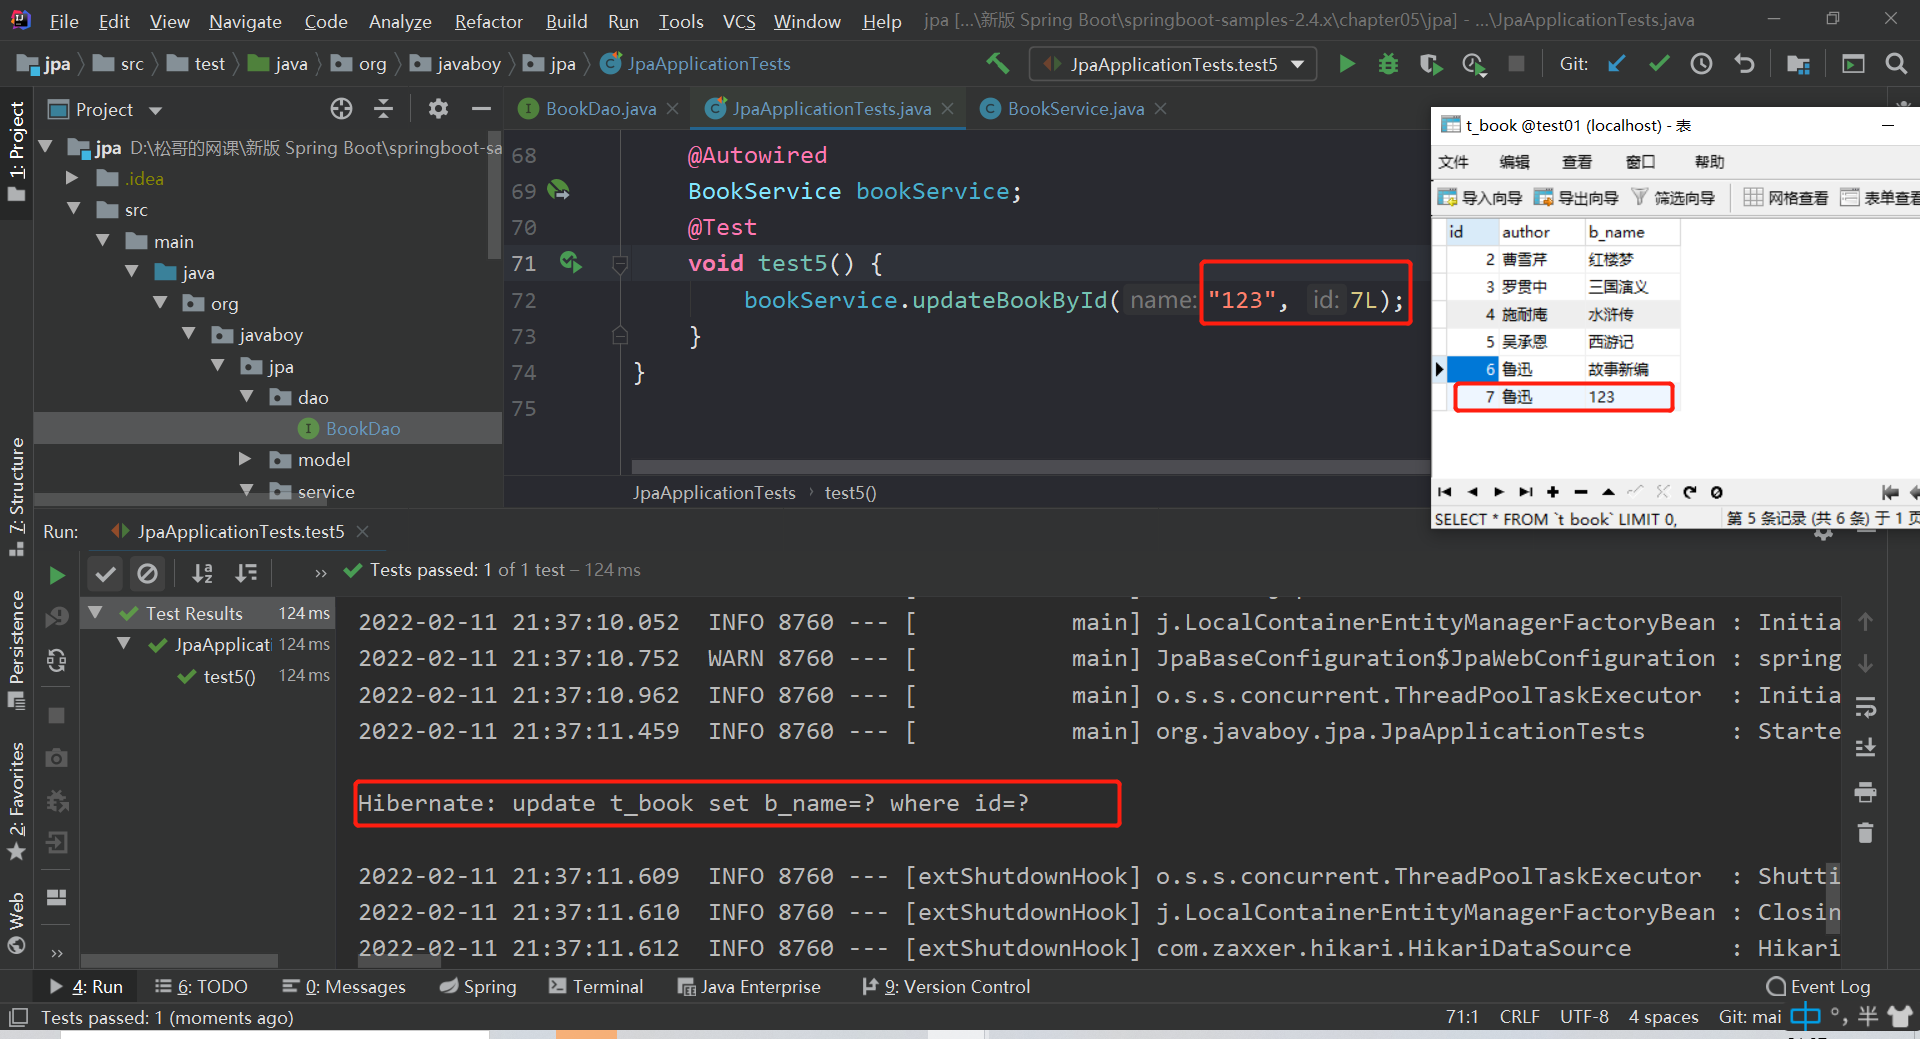 File Edit View Navigate Code Analyze Refactor Build Run Tools VCS Window Help jpa [...\新版 Spring Boot\springboot-samples-2.4.x\chapter05\jpa] - ...\JpaApplicationTests.java
jpa src test java org javaboy jpa JpaApplicationTests JpaApplicationTests.test5 Git:
1: Project
7: Structure
Persistence
2: Favorites
Web
Project
jpa D:\松哥的网课\新版 Spring Boot\springboot-sa
.idea
src
main
java
org
javaboy
jpa
dao
BookDao
model
service
BookDao.java JpaApplicationTests.java BookService.java
68 @Autowired
69 BookService bookService;
70 @Test
71 void test5() {
72 bookService.updateBookById( name: "123", id: 7L);
73 }
74 }
75
JpaApplicationTests › test5()
t_book @test01 (localhost) - 表
文件 编辑 查看 窗口 帮助
导入向导 导出向导 筛选向导 网格查看 表单查看
id author b_name
2 曹雪芹 红楼梦
3 罗贯中 三国演义
4 施耐庵 水浒传
5 吴承恩 西游记
6 鲁迅 故事新编
7 鲁迅 123
SELECT * FROM `t book` LIMIT 0, 第 5 条记录 (共 6 条) 于 1 页
Run: JpaApplicationTests.test5
Tests passed: 1 of 1 test – 124 ms
Test Results 124 ms
JpaApplicati 124 ms
test5() 124 ms
2022-02-11 21:37:10.052 INFO 8760 --- [ main] j.LocalContainerEntityManagerFactoryBean : Initia
2022-02-11 21:37:10.752 WARN 8760 --- [ main] JpaBaseConfiguration$JpaWebConfiguration : spring
2022-02-11 21:37:10.962 INFO 8760 --- [ main] o.s.s.concurrent.ThreadPoolTaskExecutor : Initia
2022-02-11 21:37:11.459 INFO 8760 --- [ main] org.javaboy.jpa.JpaApplicationTests : Starte
Hibernate: update t_book set b_name=? where id=?
2022-02-11 21:37:11.609 INFO 8760 --- [extShutdownHook] o.s.s.concurrent.ThreadPoolTaskExecutor : Shutti
2022-02-11 21:37:11.610 INFO 8760 --- [extShutdownHook] j.LocalContainerEntityManagerFactoryBean : Closin
2022-02-11 21:37:11.612 INFO 8760 --- [extShutdownHook] com.zaxxer.hikari.HikariDataSource : Hikari
4: Run 6: TODO 0: Messages Spring Terminal Java Enterprise 9: Version Control Event Log
Tests passed: 1 (moments ago) 71:1 CRLF UTF-8 4 spaces Git: mai 中 °, 半